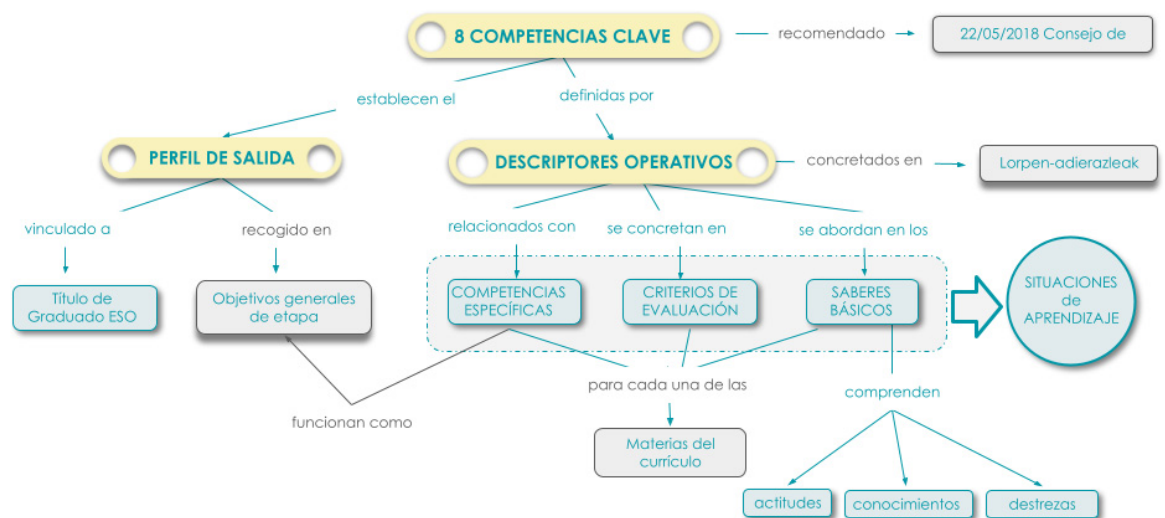 8 COMPETENCIAS CLAVE
recomendado
22/05/2018 Consejo de
establecen el
definidas por
PERFIL DE SALIDA
DESCRIPTORES OPERATIVOS
concretados en
Lorpen-adierazleak
vinculado a
recogido en
relacionados con
se concretan en
se abordan en los
Título de
Graduado ESO
Objetivos generales
de etapa
COMPETENCIAS
ESPECÍFICAS
CRITERIOS DE
EVALUACIÓN
SABERES
BÁSICOS
SITUACIONES
de
APRENDIZAJE
para cada una de las
comprenden
funcionan como
Materias del
currículo
actitudes
conocimientos
destrezas